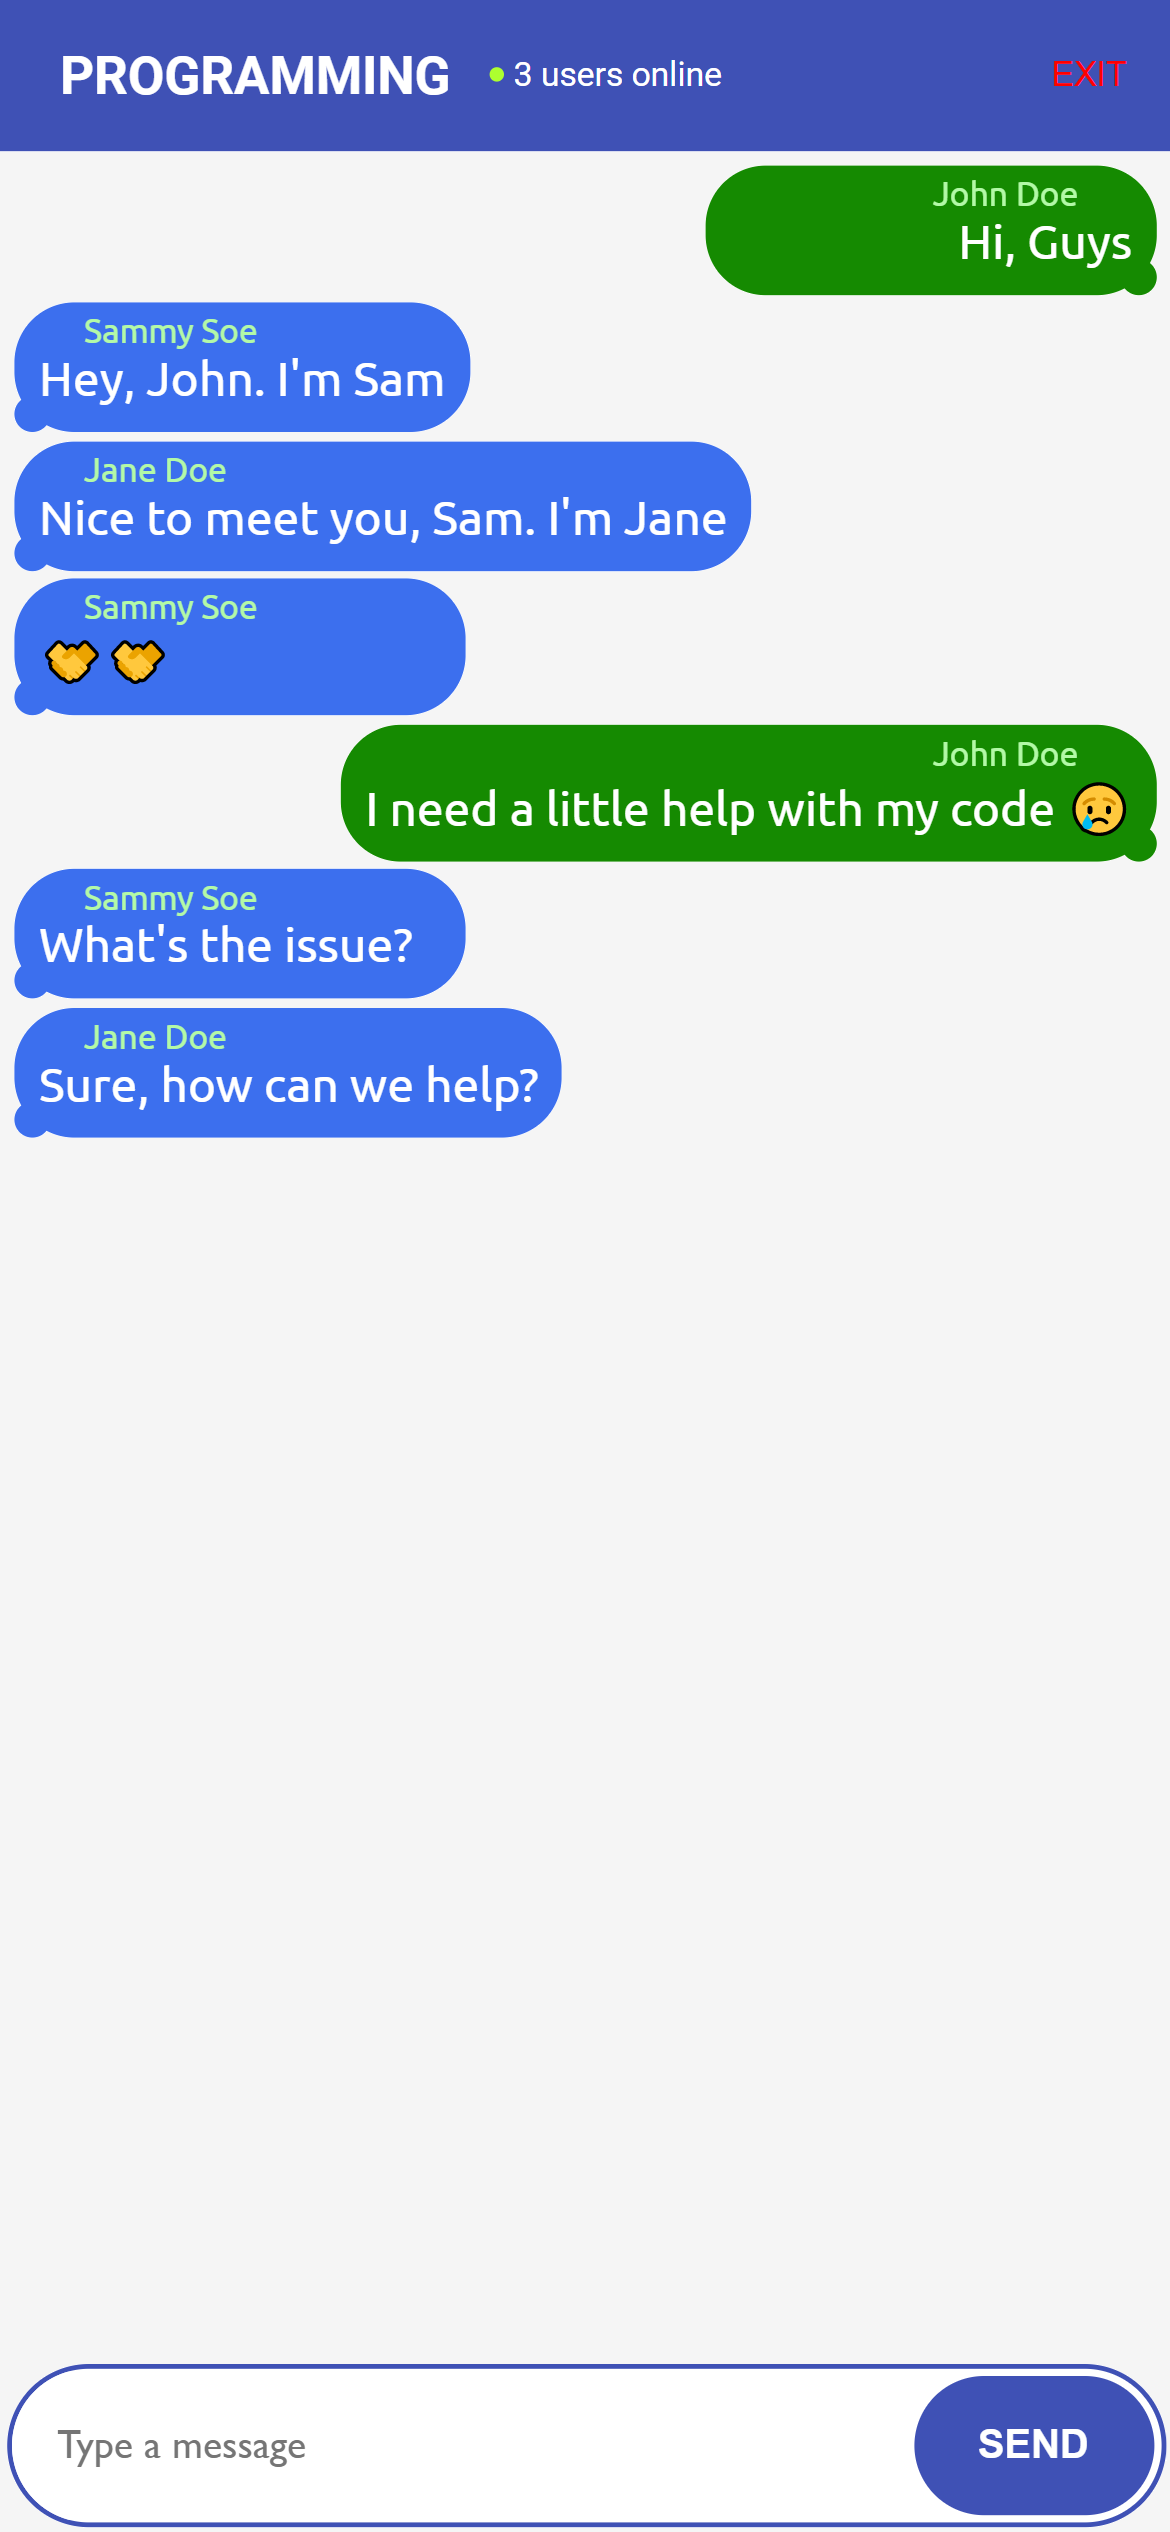 PROGRAMMING
3 users online
EXIT
John Doe
Hi, Guys
Sammy Soe
Hey, John. I'm Sam
Jane Doe
Nice to meet you, Sam. I'm Jane
Sammy Soe
🤝 🤝
John Doe
I need a little help with my code 😢
Sammy Soe
What's the issue?
Jane Doe
Sure, how can we help?
Type a message
SEND